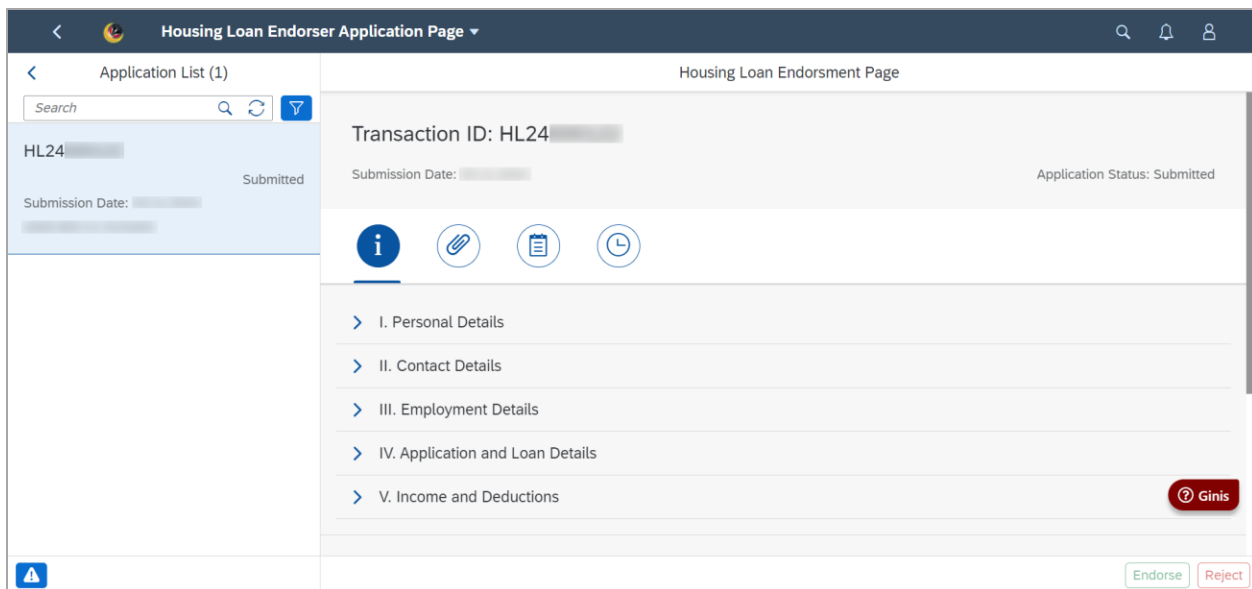 Housing Loan Endorser Application Page
Application List (1)
Housing Loan Endorsment Page
Search
HL24
Submitted
Submission Date:
Transaction ID: HL24
Submission Date:
Application Status: Submitted
i
I. Personal Details
II. Contact Details
III. Employment Details
IV. Application and Loan Details
V. Income and Deductions
? Ginis
Endorse
Reject